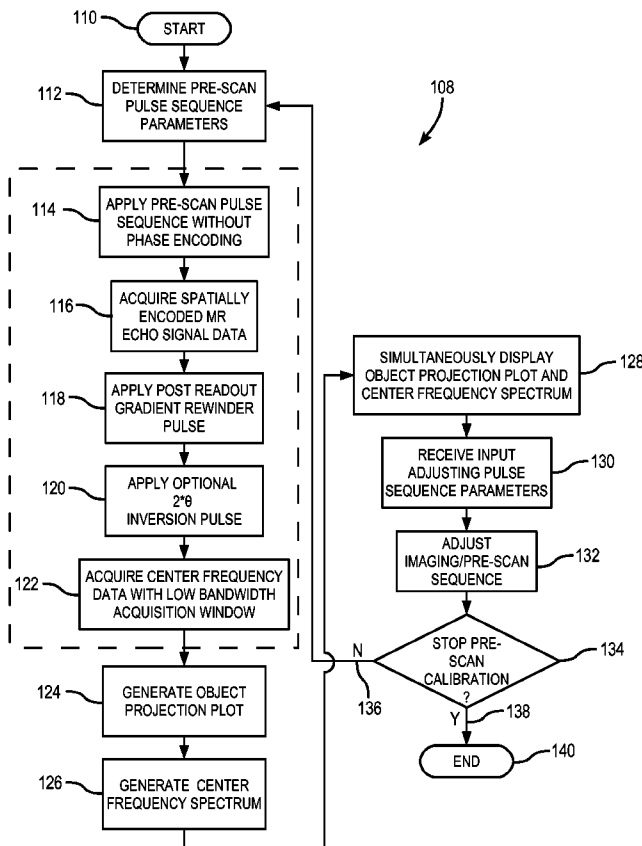 110
START
112
DETERMINE PRE-SCAN
PULSE SEQUENCE
PARAMETERS
108
114
APPLY PRE-SCAN PULSE
SEQUENCE WITHOUT
PHASE ENCODING
116
ACQUIRE SPATIALLY
ENCODED MR
ECHO SIGNAL DATA
118
APPLY POST READOUT
GRADIENT REWINDER
PULSE
120
APPLY OPTIONAL
2*θ
INVERSION PULSE
122
ACQUIRE CENTER FREQUENCY
DATA WITH LOW BANDWIDTH
ACQUISITION WINDOW
124
GENERATE OBJECT
PROJECTION PLOT
126
GENERATE CENTER
FREQUENCY SPECTRUM
SIMULTANEOUSLY DISPLAY
OBJECT PROJECTION PLOT AND
CENTER FREQUENCY SPECTRUM
128
RECEIVE INPUT
ADJUSTING PULSE
SEQUENCE PARAMETERS
130
ADJUST
IMAGING/PRE-SCAN
SEQUENCE
132
STOP PRE-
SCAN
CALIBRATION
?
134
N
136
Y
138
END
140